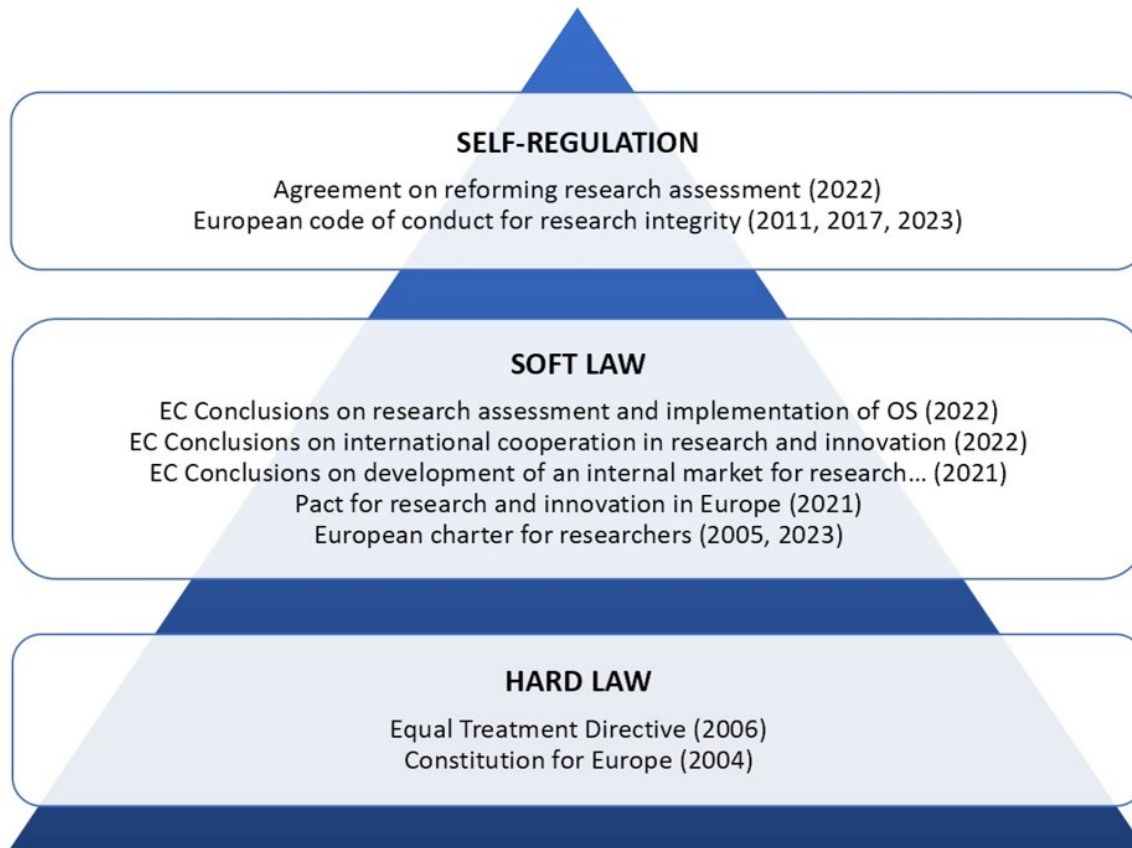 SELF-REGULATION
Agreement on reforming research assessment (2022)
European code of conduct for research integrity (2011, 2017, 2023)
SOFT LAW
EC Conclusions on research assessment and implementation of OS (2022)
EC Conclusions on international cooperation in research and innovation (2022)
EC Conclusions on development of an internal market for research... (2021)
Pact for research and innovation in Europe (2021)
European charter for researchers (2005, 2023)
HARD LAW
Equal Treatment Directive (2006)
Constitution for Europe (2004)